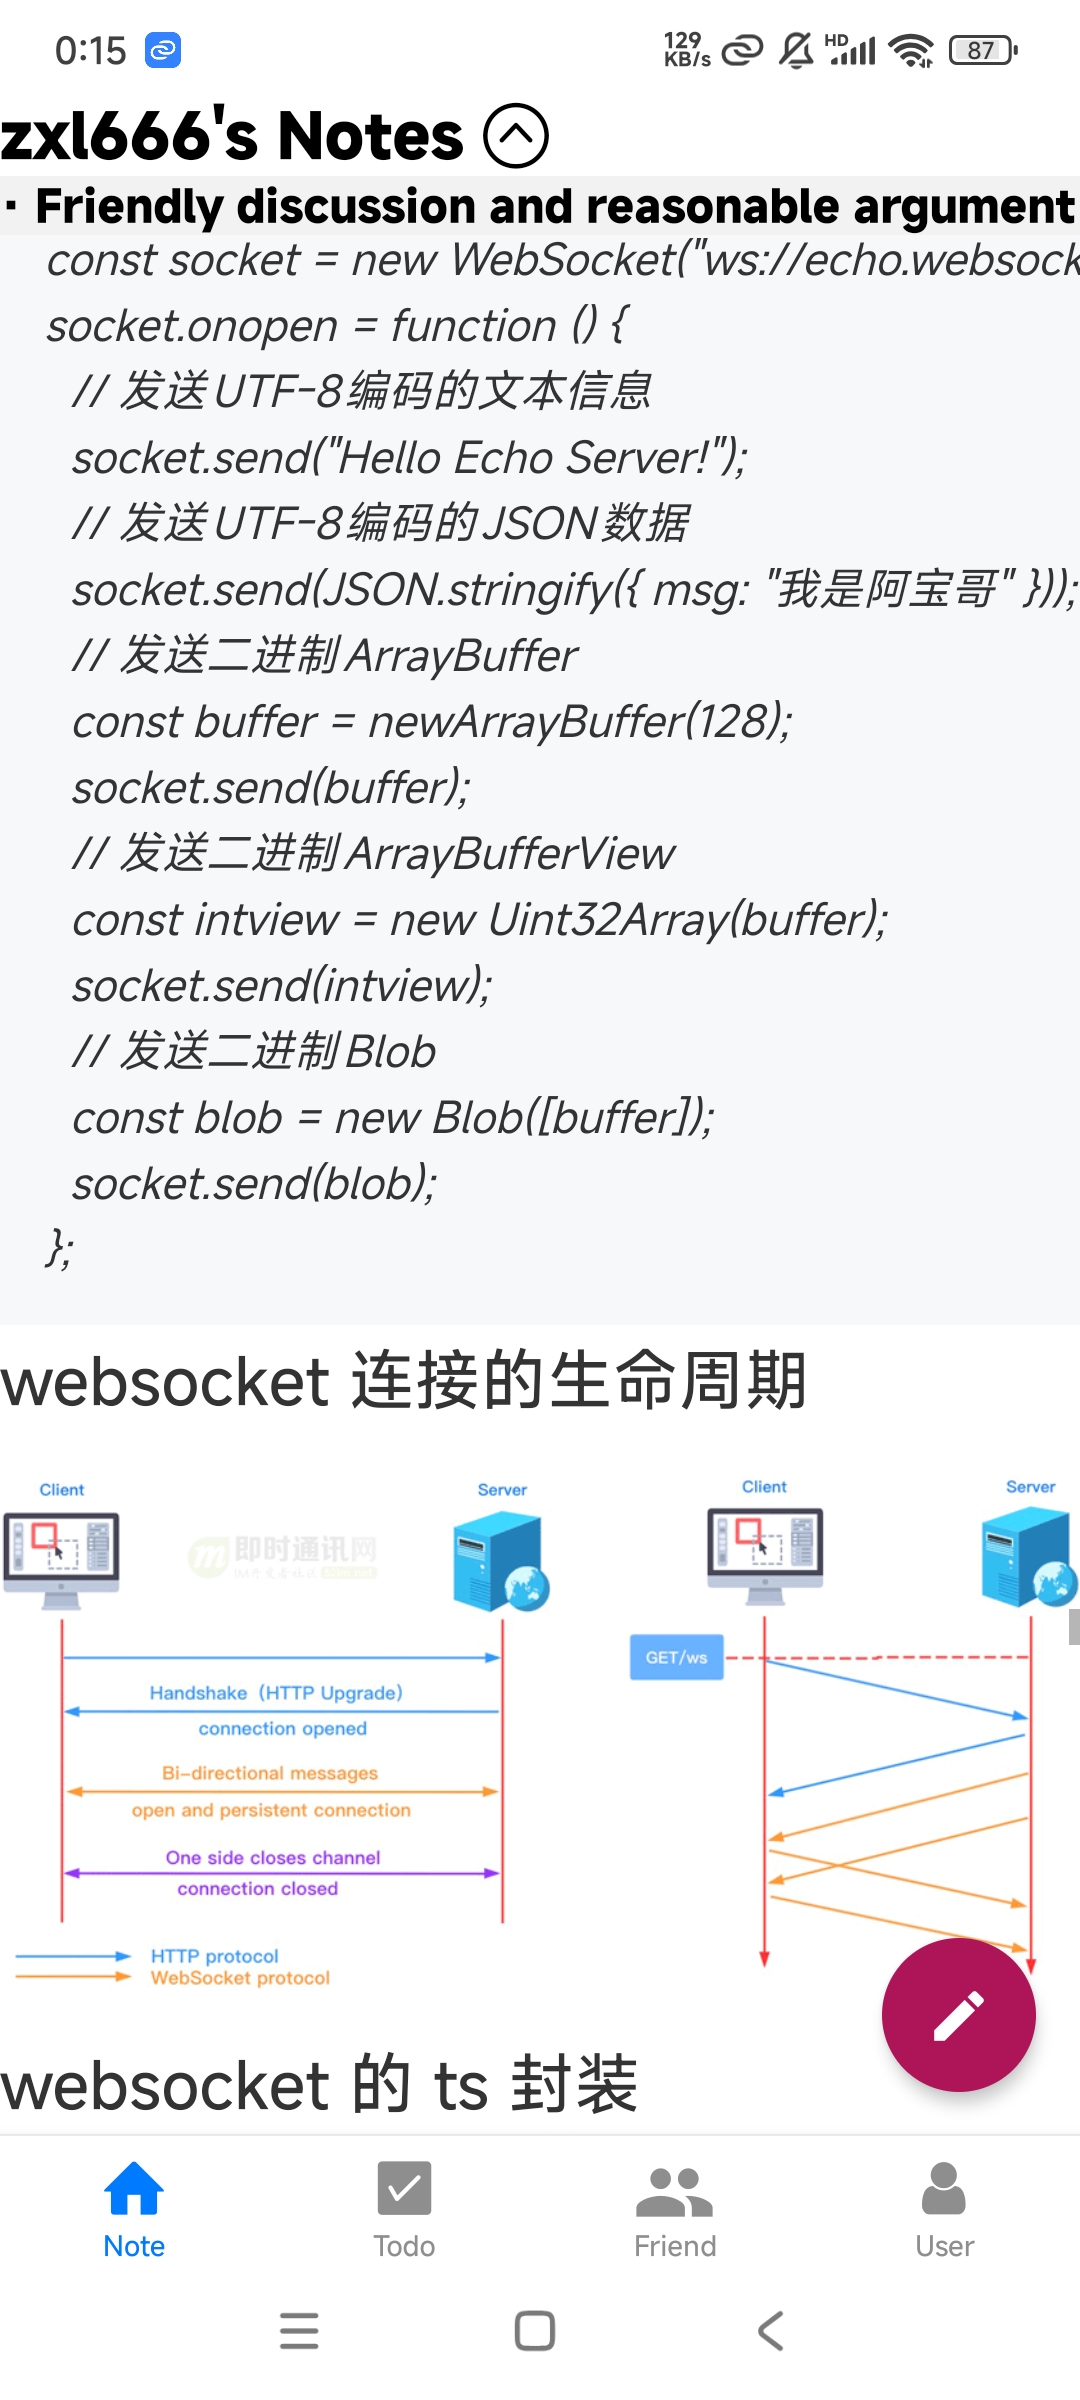 0:15
129 KB/s
HD
87
zxl666's Notes
· Friendly discussion and reasonable argument
const socket = new WebSocket("ws://echo.websock
socket.onopen = function () {
// 发送UTF-8编码的文本信息
socket.send("Hello Echo Server!");
// 发送UTF-8编码的JSON数据
socket.send(JSON.stringify({ msg: "我是阿宝哥" }));
// 发送二进制ArrayBuffer
const buffer = newArrayBuffer(128);
socket.send(buffer);
// 发送二进制ArrayBufferView
const intview = new Uint32Array(buffer);
socket.send(intview);
// 发送二进制Blob
const blob = new Blob([buffer]);
socket.send(blob);
};
websocket 连接的生命周期
Client
Server
即时通讯网
Handshake（HTTP Upgrade）
connection opened
Bi-directional messages
open and persistent connection
One side closes channel
connection closed
HTTP protocol
WebSocket protocol
Client
Server
GET/ws
websocket 的 ts 封装
Note
Todo
Friend
User